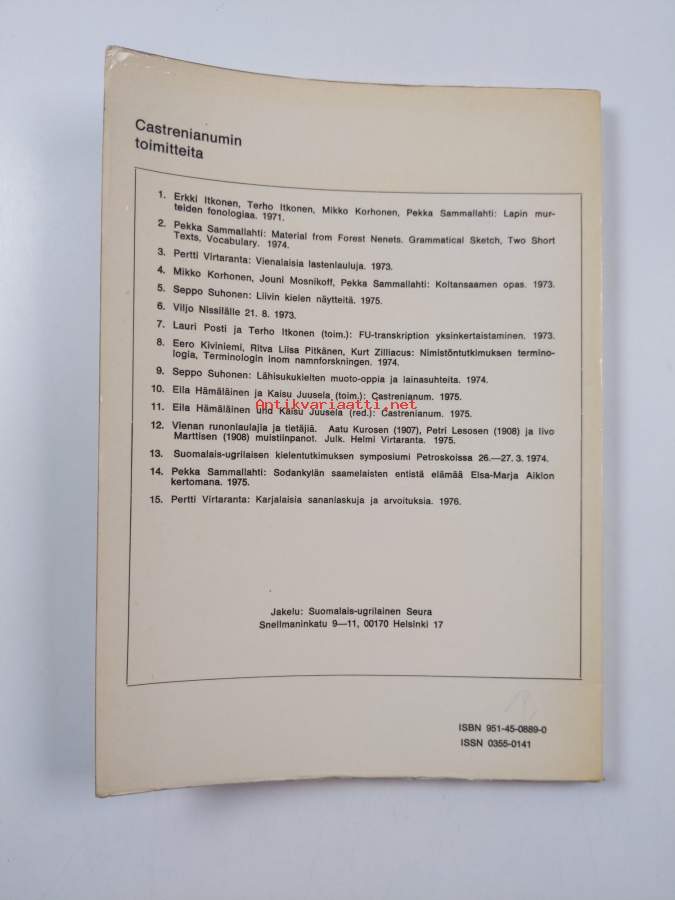 Castrenianumin
toimitteita
1. Erkki Itkonen, Terho Itkonen, Mikko Korhonen, Pekka Sammallahti: Lapin mur-
teiden fonologiaa. 1971.
2. Pekka Sammallahti: Material from Forest Nenets. Grammatical Sketch, Two Short
Texts, Vocabulary. 1974.
3. Pertti Virtaranta: Vienalaisia lastenlauluja. 1973.
4. Mikko Korhonen, Jouni Mosnikoff, Pekka Sammallahti: Koltansaamen opas. 1973.
5. Seppo Suhonen: Liivin kielen näytteitä. 1975.
6. Viljo Nissilälle 21. 8. 1973.
7. Lauri Posti ja Terho Itkonen (toim.): FU-transkription yksinkertaistaminen. 1973.
8. Eero Kiviniemi, Ritva Liisa Pitkänen, Kurt Zilliacus: Nimistöntutkimuksen termino-
logia, Terminologin inom namnforskningen. 1974.
9. Seppo Suhonen: Lähisukukielten muoto-oppia ja lainasuhteita. 1974.
10. Eila Hämäläinen ja Kaisu Juusela (toim.): Castrenianum. 1975.
Antikvariaatti.net
11. Eila Hämäläinen und Kaisu Juusela (red.): Castrenianum. 1975.
12. Vienan runonlaulajia ja tietäjiä. Aatu Kurosen (1907), Petri Lesosen (1908) ja Iivo
Marttisen (1908) muistiinpanot. Julk. Helmi Virtaranta. 1975.
13. Suomalais-ugrilaisen kielentutkimuksen symposiumi Petroskoissa 26.—27. 3. 1974.
14. Pekka Sammallahti: Sodankylän saamelaisten entistä elämää Elsa-Marja Aikion
kertomana. 1975.
15. Pertti Virtaranta: Karjalaisia sananlaskuja ja arvoituksia. 1976.
Jakelu: Suomalais-ugrilainen Seura
Snellmaninkatu 9—11, 00170 Helsinki 17
ISBN 951-45-0889-0
ISSN 0355-0141